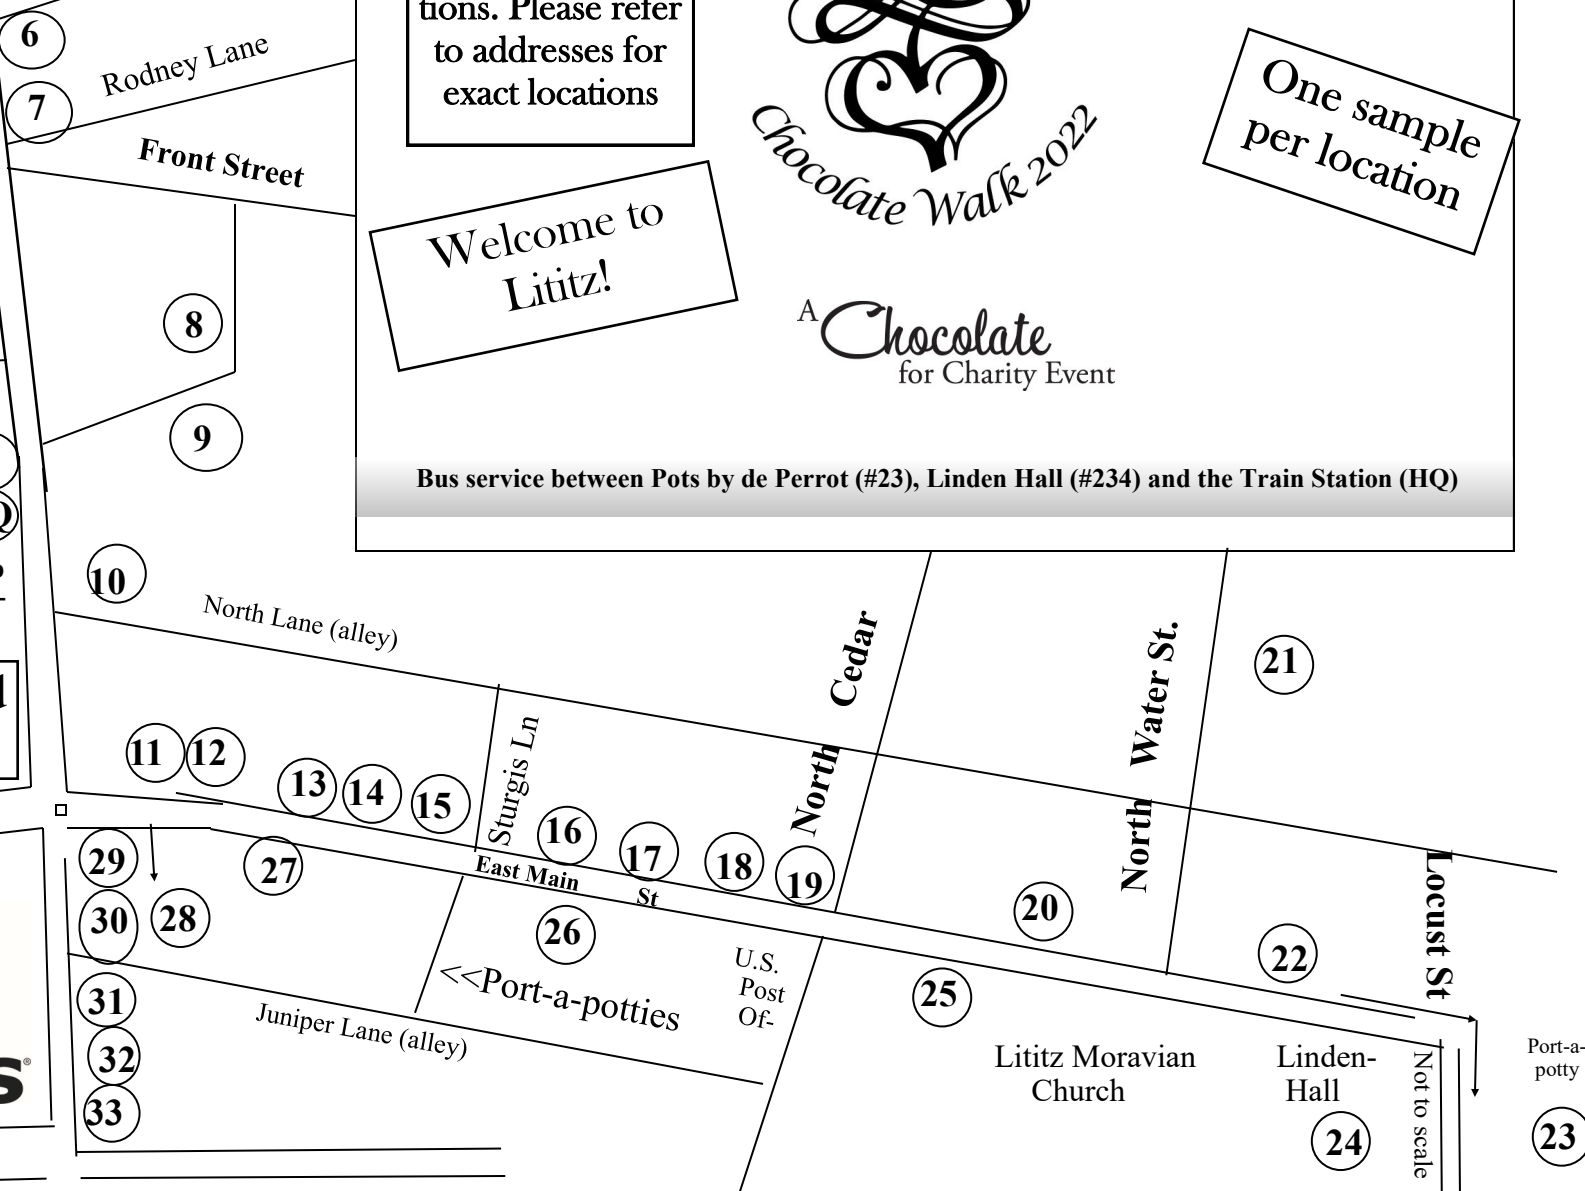 tions. Please refer
to addresses for
exact locations
Chocolate Walk 2022
One sample
per location
Welcome to
Lititz!
A Chocolate
for Charity Event
Bus service between Pots by de Perrot (#23), Linden Hall (#234) and the Train Station (HQ)
6
Rodney Lane
7
Front Street
8
9
Q
10
North Lane (alley)
North Cedar
North Water St.
21
11
12
13
14
15
Sturgis Ln
16
17
18
19
East Main
St
20
22
Locust St
29
27
30
28
26
<<Port-a-potties
U.S.
Post
Of-
25
31
Juniper Lane (alley)
32
33
Lititz Moravian
Church
Linden-
Hall
24
Not to scale
Port-a-
potty
23
s®